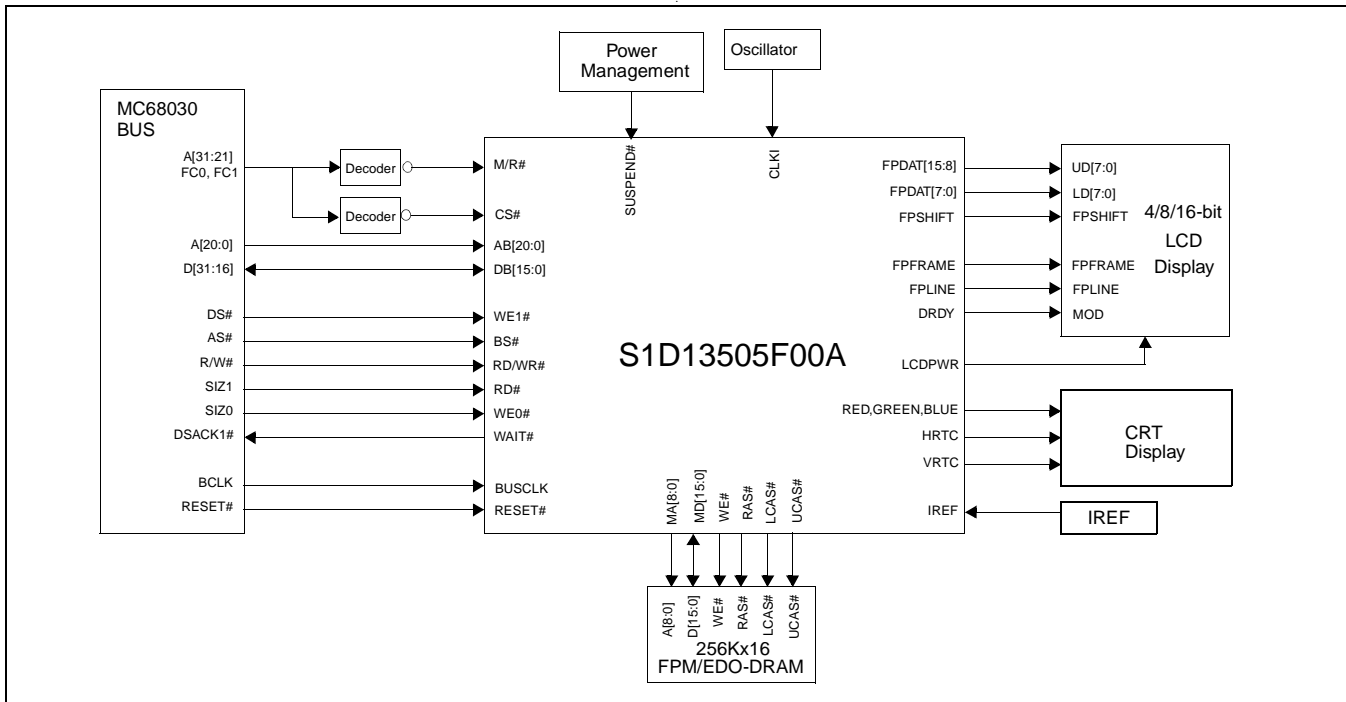 Power
Management
Oscillator
MC68030
BUS
A[31:21]
FC0, FC1
Decoder
M/R#
SUSPEND#
CLKI
FPDAT[15:8]
UD[7:0]
FPDAT[7:0]
LD[7:0]
Decoder
CS#
FPSHIFT
FPSHIFT
4/8/16-bit
LCD
Display
A[20:0]
AB[20:0]
D[31:16]
DB[15:0]
FPFRAME
FPFRAME
FPLINE
FPLINE
DRDY
MOD
DS#
WE1#
AS#
BS#
R/W#
RD/WR#
SIZ1
RD#
SIZ0
WE0#
DSACK1#
WAIT#
S1D13505F00A
LCDPWR
RED,GREEN,BLUE
HRTC
VRTC
CRT
Display
BCLK
BUSCLK
RESET#
RESET#
IREF
IREF
MA[8:0]
MD[15:0]
WE#
RAS#
LCAS#
UCAS#
A[8:0]
D[15:0]
WE#
RAS#
LCAS#
UCAS#
256Kx16
FPM/EDO-DRAM